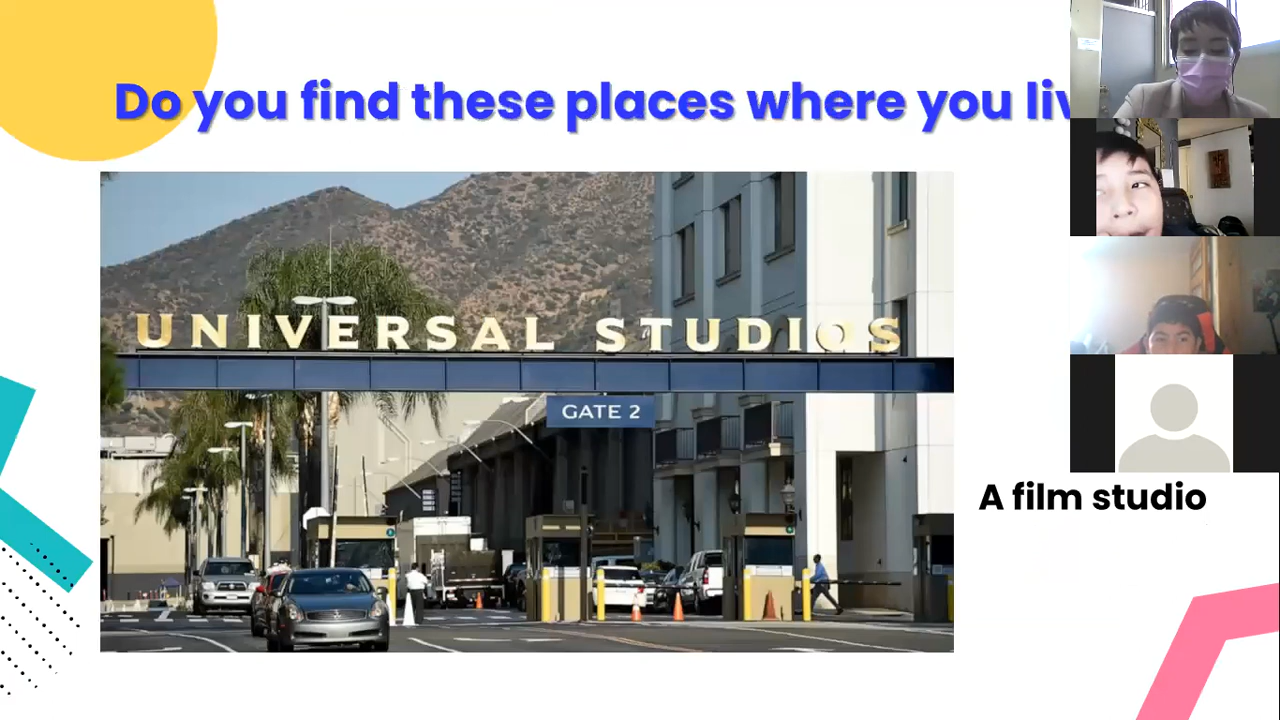 Do you find these places where you liv
UNIVERSAL STUDIOS
GATE 2
A film studio